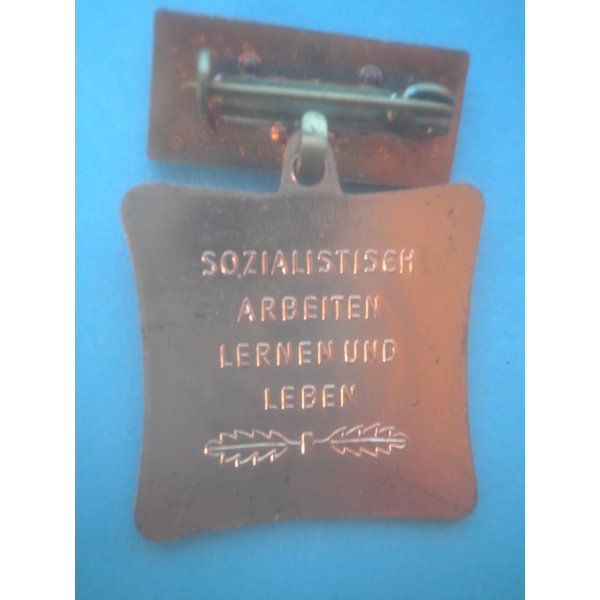 SOZIALISTISCH
ARBEITEN
LERNEN UND
LEBEN